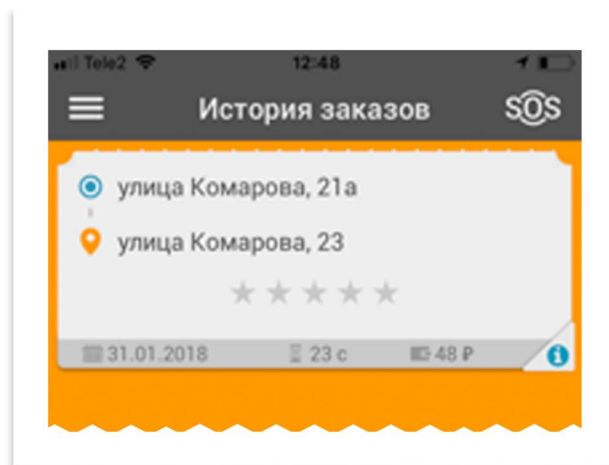 Tele2 12:48
История заказов SOS
улица Комарова, 21а
улица Комарова, 23
31.01.2018 23 с 48 ₽